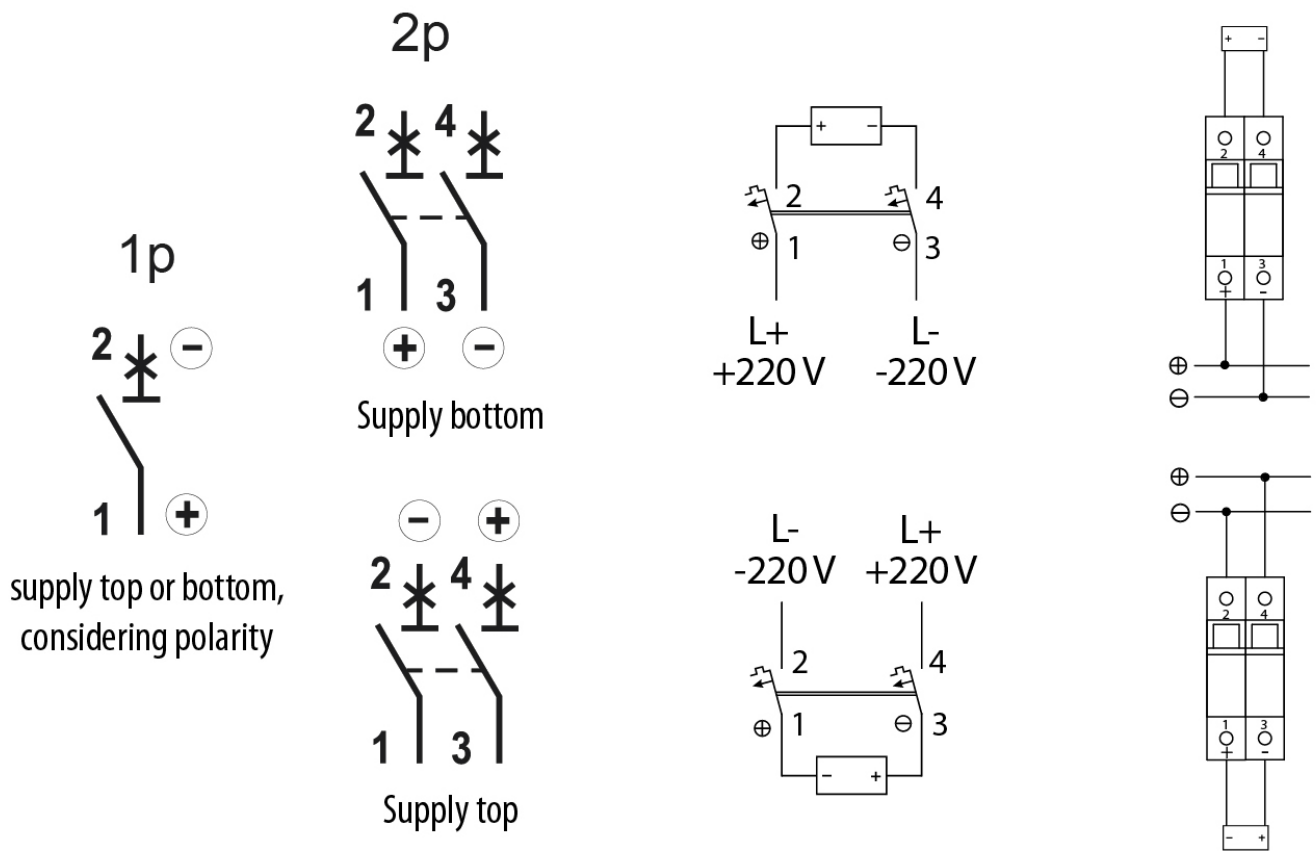 1p
2 −
1 +
supply top or bottom,
considering polarity
2p
2 4
1 3
+ −
Supply bottom
− +
2 4
1 3
Supply top
+ −
2 4
⊕ 1 ⊖ 3
L+ L-
+220 V -220 V
L- L+
-220 V +220 V
2 4
⊕ 1 ⊖ 3
− +
+ −
2 4
1 3
+ -
⊕
⊖
⊕
⊖
2 4
1 3
+ -
− +